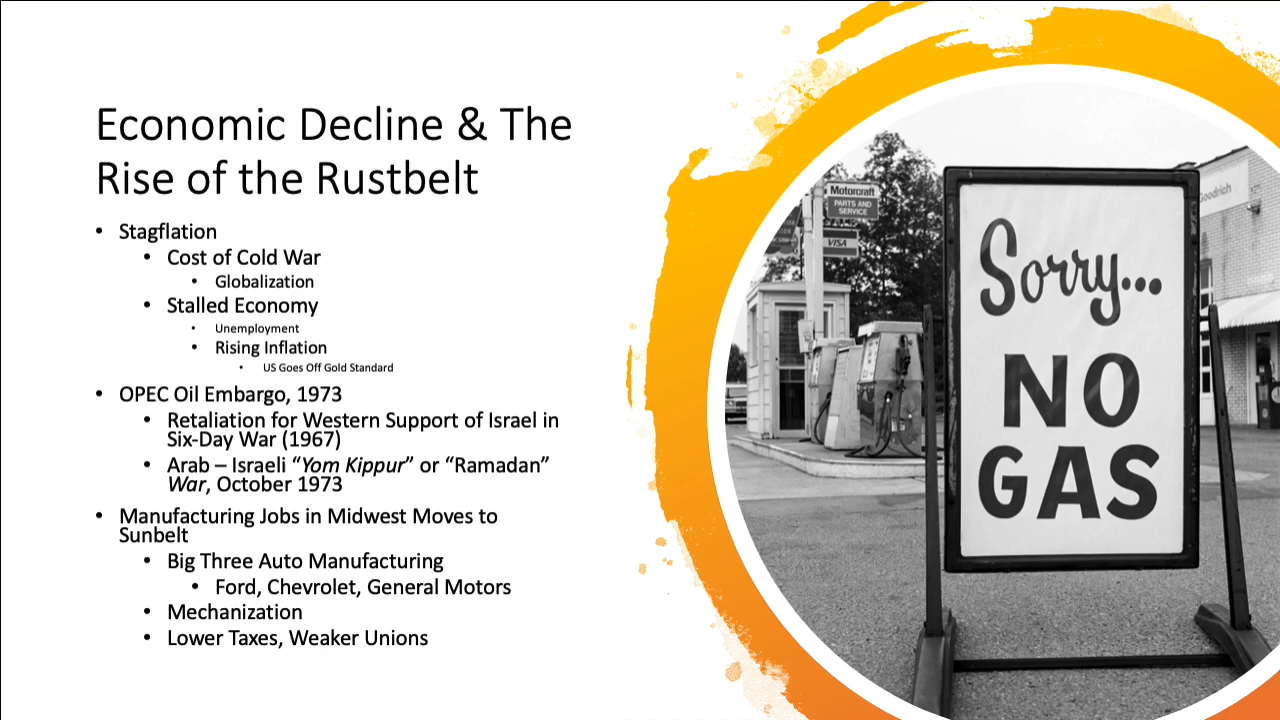 Economic Decline & The
Rise of the Rustbelt
• Stagflation
• Cost of Cold War
• Globalization
• Stalled Economy
• Unemployment
• Rising Inflation
• US Goes Off Gold Standard
• OPEC Oil Embargo, 1973
• Retaliation for Western Support of Israel in
Six-Day War (1967)
• Arab – Israeli “Yom Kippur” or “Ramadan”
War, October 1973
• Manufacturing Jobs in Midwest Moves to
Sunbelt
• Big Three Auto Manufacturing
• Ford, Chevrolet, General Motors
• Mechanization
• Lower Taxes, Weaker Unions
Motorcraft
PARTS AND
SERVICE
VISA
Goodrich
Sorry...
NO
GAS